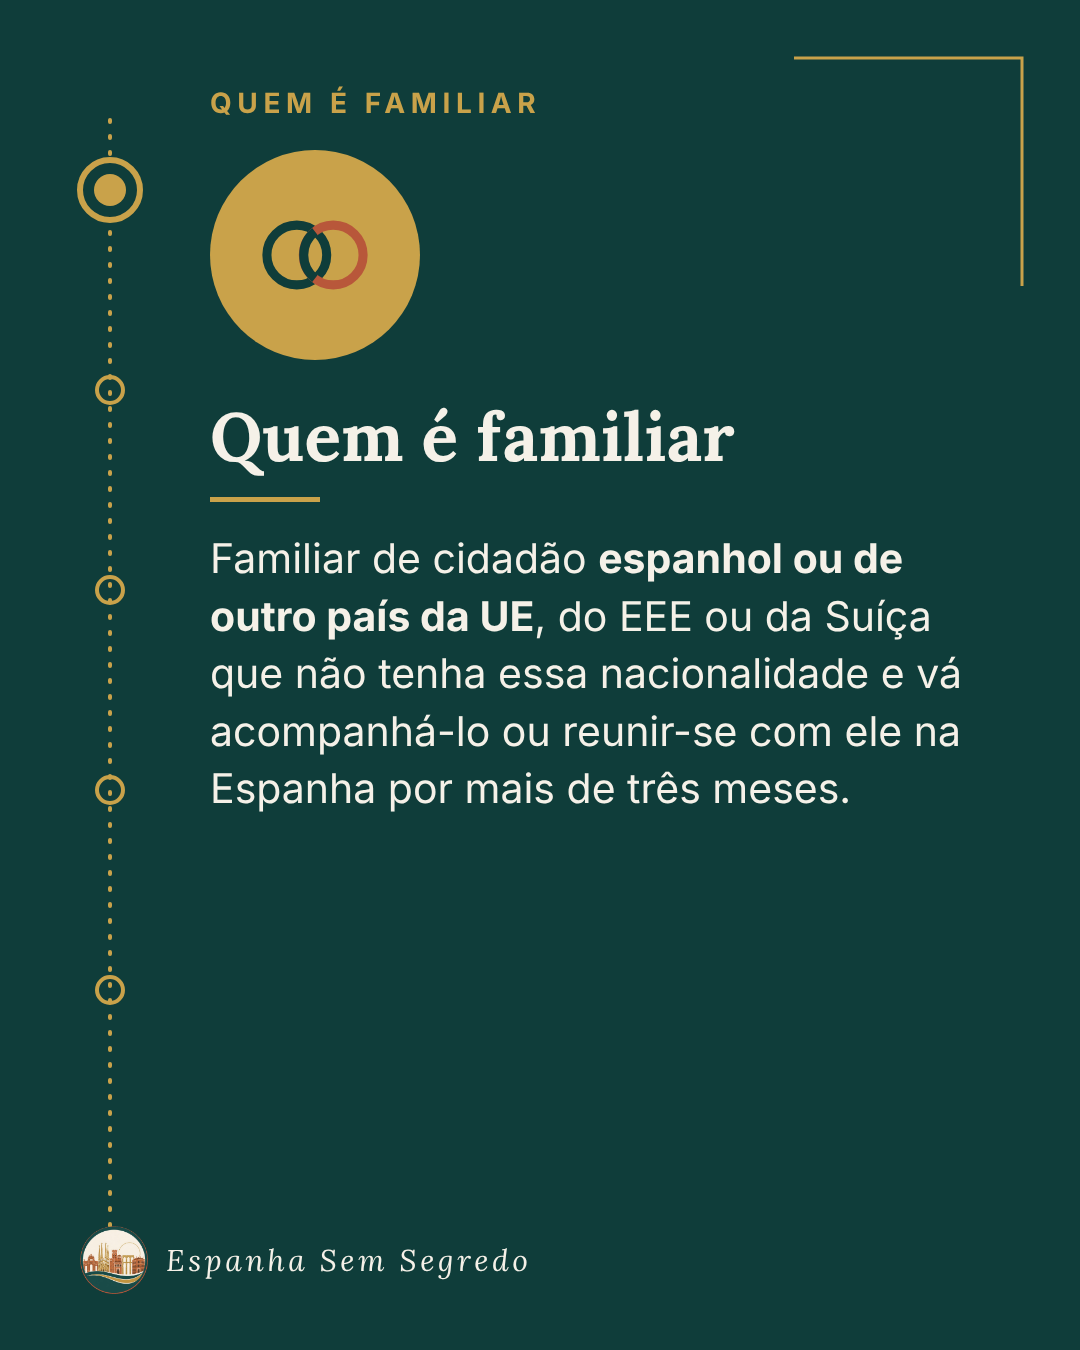 QUEM É FAMILIAR
Quem é familiar
Familiar de cidadão espanhol ou de
outro país da UE, do EEE ou da Suíça
que não tenha essa nacionalidade e vá
acompanhá-lo ou reunir-se com ele na
Espanha por mais de três meses.
Espanha Sem Segredo